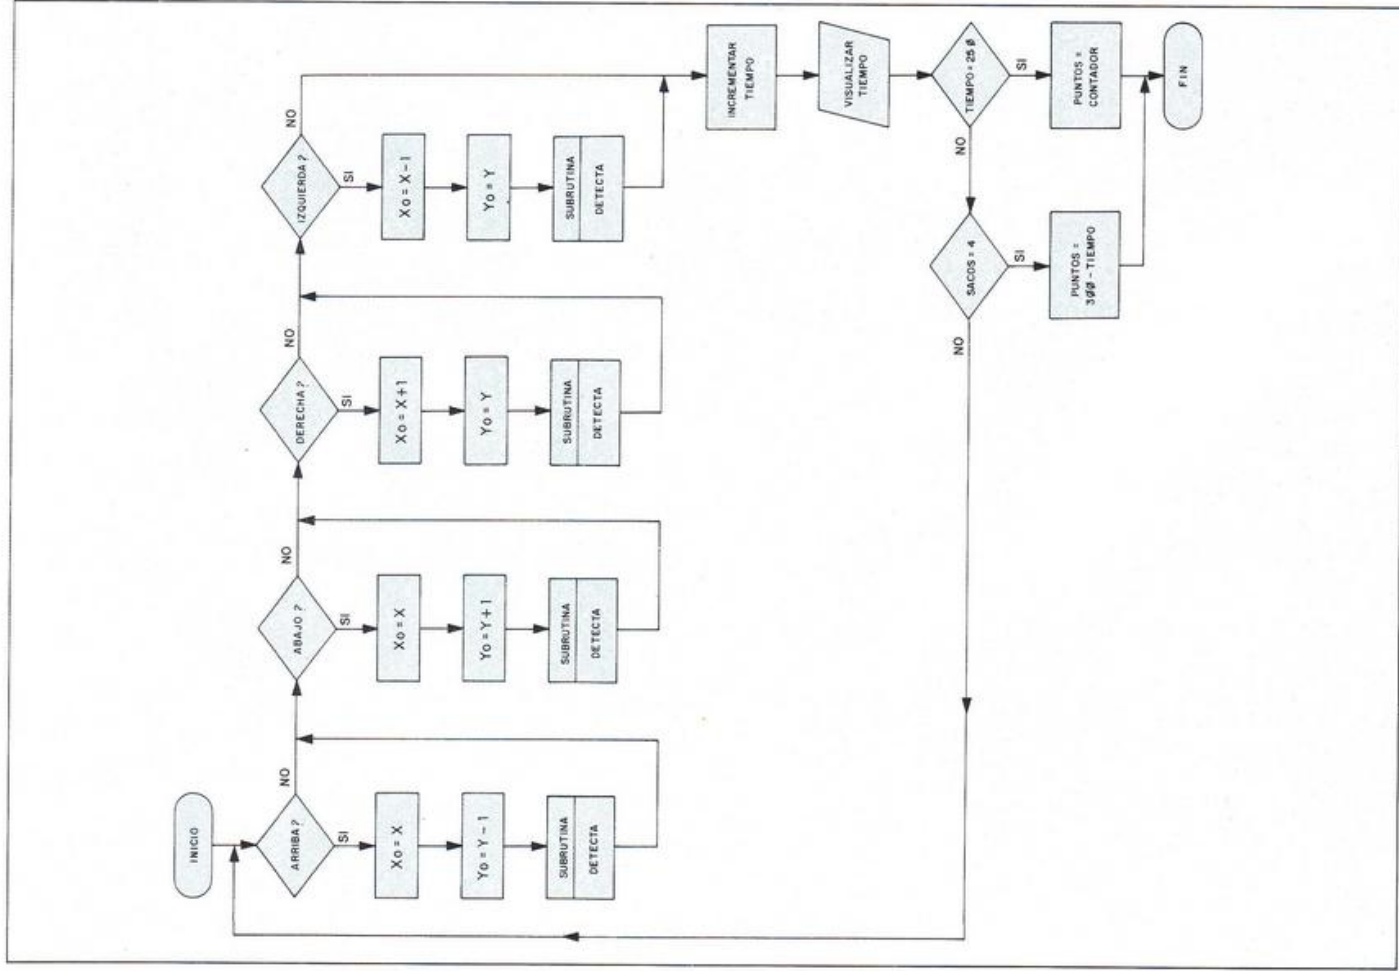 INICIO
ARRIBA?
NO
SI
Xo = X
Yo = Y - 1
SUBRUTINA
DETECTA
ABAJO?
NO
SI
Xo = X
Yo = Y+1
SUBRUTINA
DETECTA
DERECHA?
NO
SI
Xo = X+1
Yo = Y
SUBRUTINA
DETECTA
IZQUIERDA?
NO
SI
Xo = X-1
Yo = Y
SUBRUTINA
DETECTA
INCREMENTAR
TIEMPO
VISUALIZAR
TIEMPO
TIEMPO = 25Ø
NO
SI
PUNTOS =
CONTADOR
SACOS = 4
NO
SI
PUNTOS =
3ØØ - TIEMPO
FIN